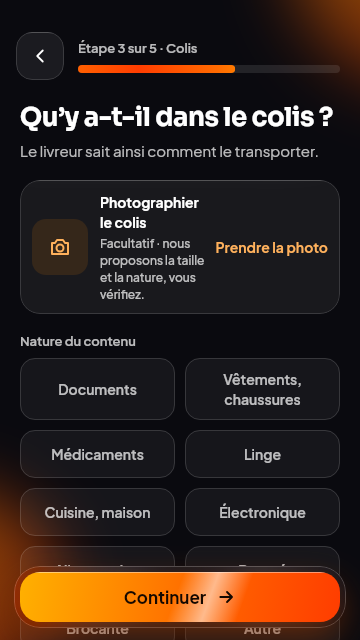 Étape 3 sur 5 · Colis
Qu’y a-t-il dans le colis ?
Le livreur sait ainsi comment le transporter.
Photographier
le colis
Facultatif · nous
proposons la taille
et la nature, vous
vérifiez.
Prendre la photo
Nature du contenu
Documents
Vêtements,
chaussures
Médicaments
Linge
Cuisine, maison
Électronique
Continuer
Brocante
Autre